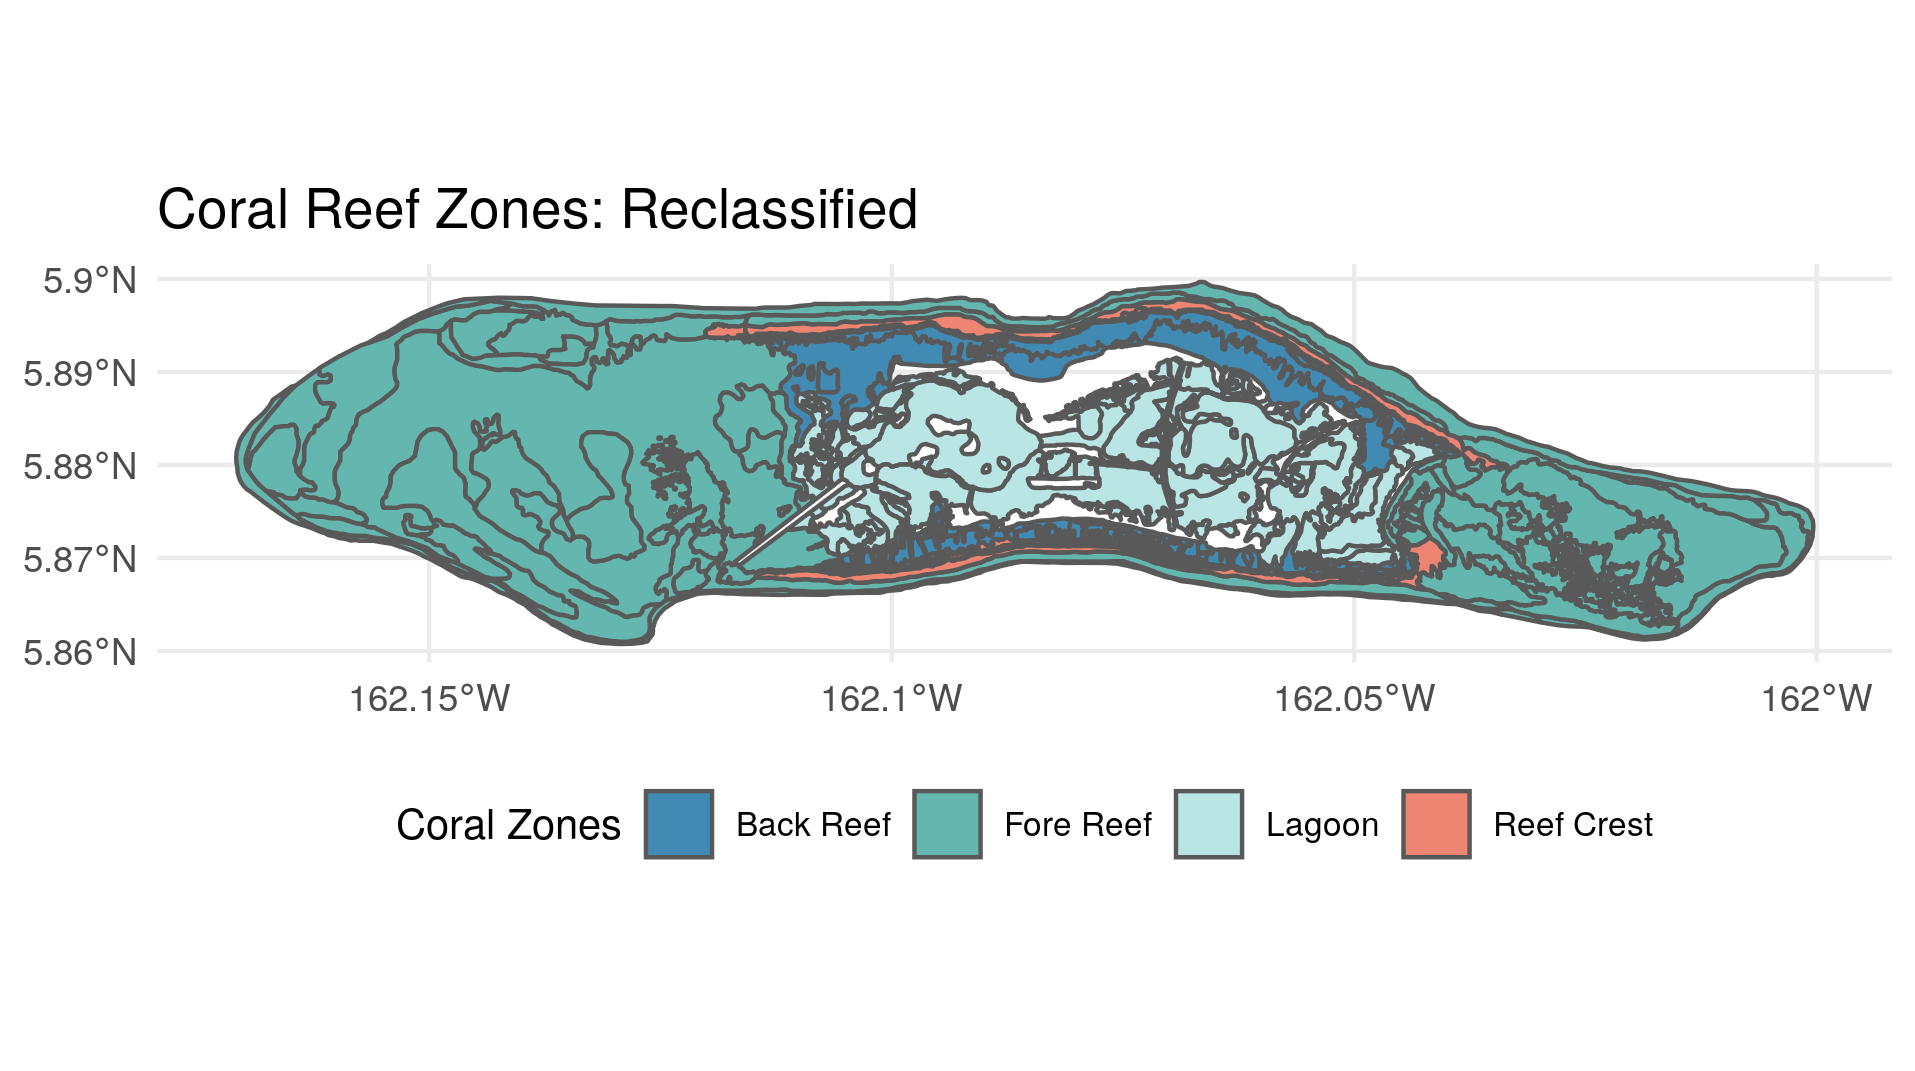 Coral Reef Zones: Reclassified
5.9°N
5.89°N
5.88°N
5.87°N
5.86°N
162.15°W 162.1°W 162.05°W 162°W
Coral Zones Back Reef Fore Reef Lagoon Reef Crest